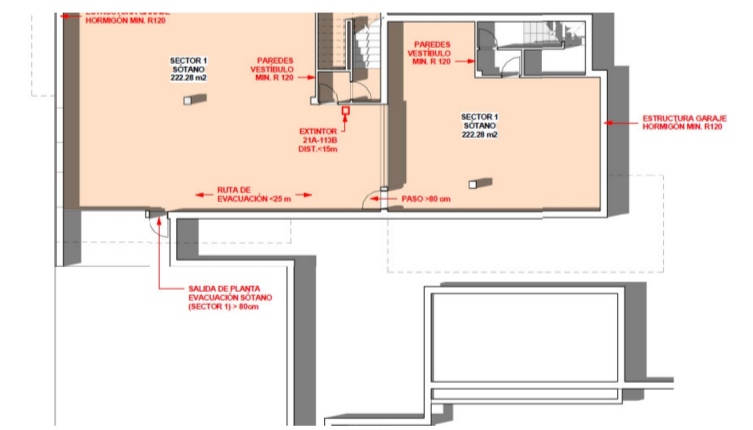 HORMIGÓN MIN. R120
SECTOR 1
SÓTANO
222.28 m2
PAREDES
VESTÍBULO
MIN. R 120
PAREDES
VESTÍBULO
MIN. R 120
EXTINTOR
21A-113B
DIST.<15m
SECTOR 1
SÓTANO
222.28 m2
ESTRUCTURA GARAJE
HORMIGÓN MIN. R120
RUTA DE
EVACUACIÓN <25 m
PASO >80 cm
SALIDA DE PLANTA
EVACUACIÓN SÓTANO
(SECTOR 1) > 80cm